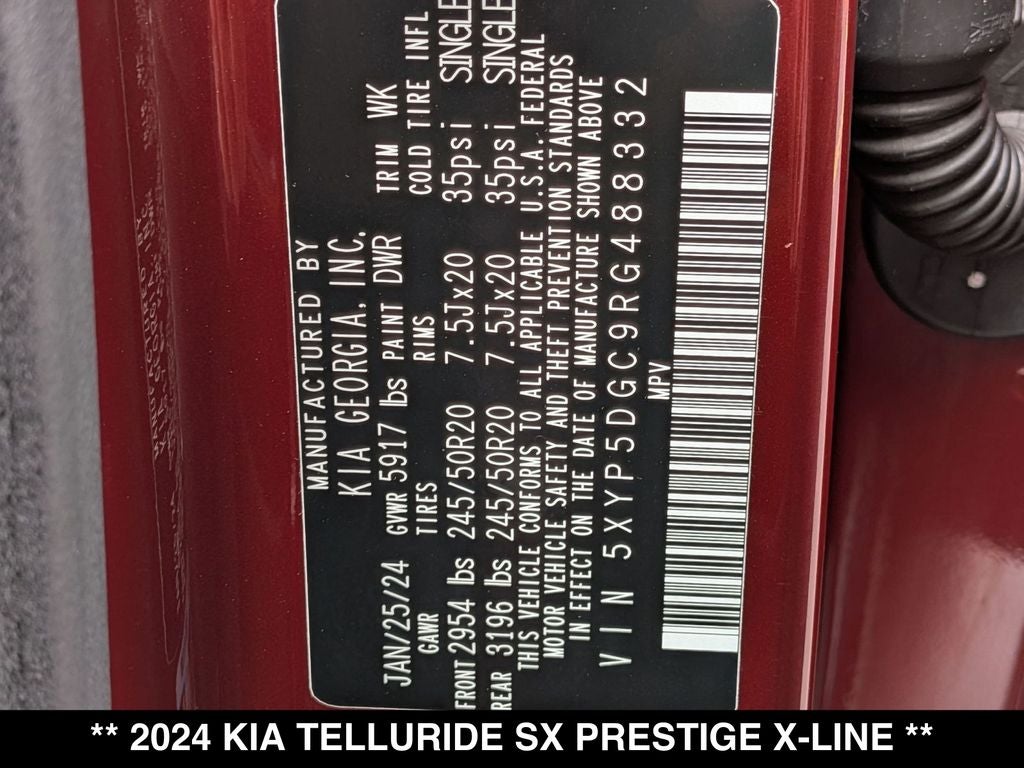 MANUFACTURED BY
KIA GEORGIA. INC.
JAN/25/24 GVWR 5917 lbs PAINT DWR TRIM WK
GAWR TIRES RIMS COLD TIRE INFL
FRONT 2954 lbs 245/50R20 7.5Jx20 35psi SINGLE
REAR 3196 lbs 245/50R20 7.5Jx20 35psi SINGLE
THIS VEHICLE CONFORMS TO ALL APPLICABLE U.S.A. FEDERAL
MOTOR VEHICLE SAFETY AND THEFT PREVENTION STANDARDS
IN EFFECT ON THE DATE OF MANUFACTURE SHOWN ABOVE
VIN 5XYP5DGC9RG488332
MPV
** 2024 KIA TELLURIDE SX PRESTIGE X-LINE **